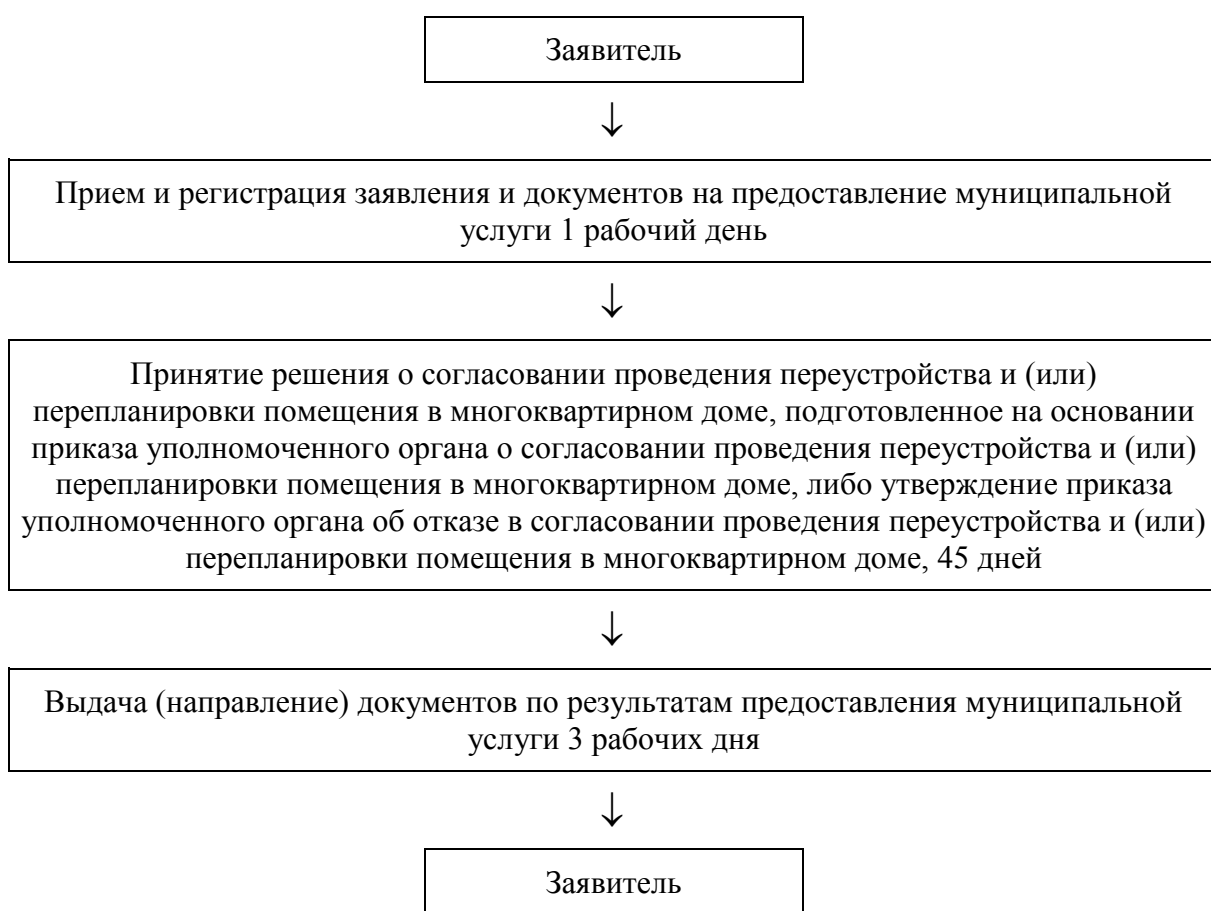 Заявитель
↓
Прием и регистрация заявления и документов на предоставление муниципальной
услуги 1 рабочий день
↓
Принятие решения о согласовании проведения переустройства и (или)
перепланировки помещения в многоквартирном доме, подготовленное на основании
приказа уполномоченного органа о согласовании проведения переустройства и (или)
перепланировки помещения в многоквартирном доме, либо утверждение приказа
уполномоченного органа об отказе в согласовании проведения переустройства и (или)
перепланировки помещения в многоквартирном доме, 45 дней
↓
Выдача (направление) документов по результатам предоставления муниципальной
услуги 3 рабочих дня
↓
Заявитель